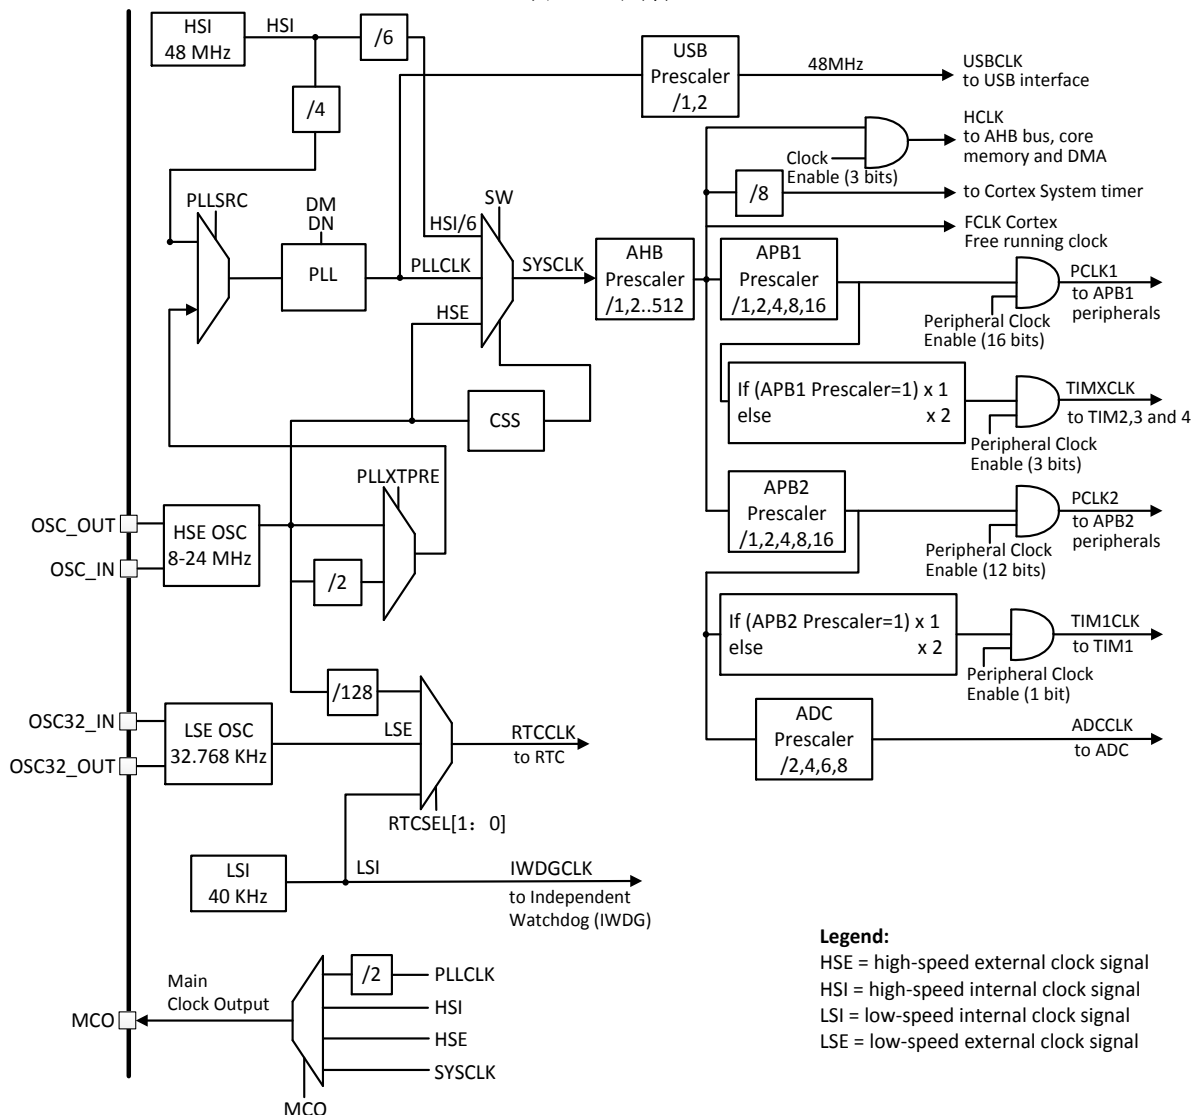 HSI
48 MHz
HSI
/6
/4
USB
Prescaler
/1,2
48MHz
USBCLK
to USB interface
HCLK
to AHB bus, core
memory and DMA
Clock
Enable (3 bits)
/8
to Cortex System timer
FCLK Cortex
Free running clock
PLLSRC
DM
DN
PLL
PLLCLK
HSI/6
SW
HSE
SYSCLK
AHB
Prescaler
/1,2..512
APB1
Prescaler
/1,2,4,8,16
PCLK1
to APB1
peripherals
Peripheral Clock
Enable (16 bits)
If (APB1 Prescaler=1) x 1
else x 2
TIMXCLK
to TIM2,3 and 4
Peripheral Clock
Enable (3 bits)
CSS
PLLXTPRE
OSC_OUT
OSC_IN
HSE OSC
8-24 MHz
/2
APB2
Prescaler
/1,2,4,8,16
PCLK2
to APB2
peripherals
Peripheral Clock
Enable (12 bits)
If (APB2 Prescaler=1) x 1
else x 2
TIM1CLK
to TIM1
Peripheral Clock
Enable (1 bit)
/128
OSC32_IN
OSC32_OUT
LSE OSC
32.768 KHz
LSE
RTCCLK
to RTC
RTCSEL[1：0]
ADC
Prescaler
/2,4,6,8
ADCCLK
to ADC
LSI
40 KHz
LSI
IWDGCLK
to Independent
Watchdog (IWDG)
Main
Clock Output
MCO
/2
PLLCLK
HSI
HSE
SYSCLK
MCO
Legend:
HSE = high-speed external clock signal
HSI = high-speed internal clock signal
LSI = low-speed internal clock signal
LSE = low-speed external clock signal